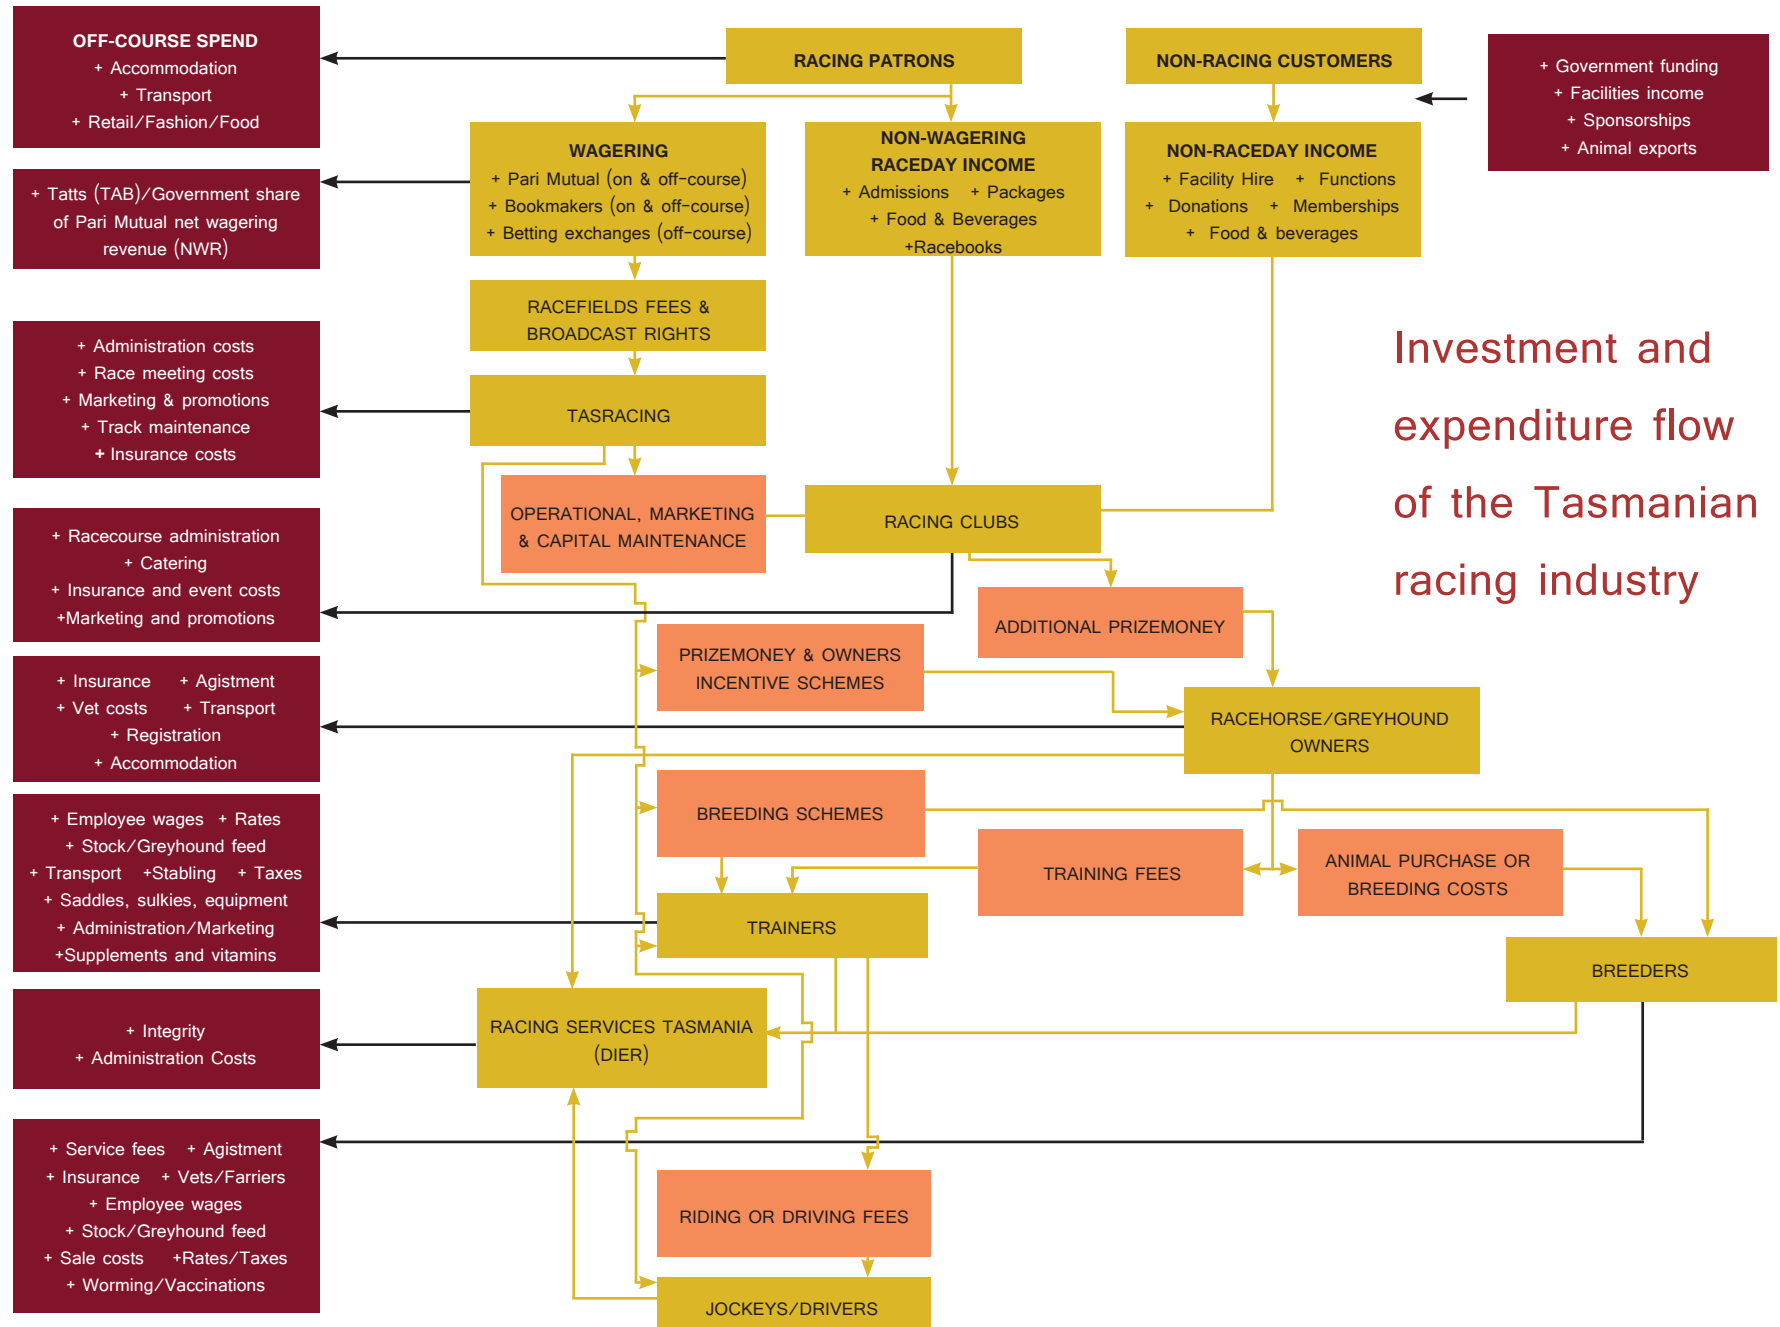 OFF-COURSE SPEND
+ Accommodation
+ Transport
+ Retail/Fashion/Food
RACING PATRONS
NON-RACING CUSTOMERS
+ Government funding
+ Facilities income
+ Sponsorships
+ Animal exports
+ Tatts (TAB)/Government share
of Pari Mutual net wagering
revenue (NWR)
WAGERING
+ Pari Mutual (on & off-course)
+ Bookmakers (on & off-course)
+ Betting exchanges (off-course)
NON-WAGERING
RACEDAY INCOME
+ Admissions + Packages
+ Food & Beverages
+Racebooks
NON-RACEDAY INCOME
+ Facility Hire + Functions
+ Donations + Memberships
+ Food & beverages
RACEFIELDS FEES &
BROADCAST RIGHTS
Investment and
expenditure flow
of the Tasmanian
racing industry
+ Administration costs
+ Race meeting costs
+ Marketing & promotions
+ Track maintenance
+ Insurance costs
TASRACING
OPERATIONAL, MARKETING
& CAPITAL MAINTENANCE
RACING CLUBS
+ Racecourse administration
+ Catering
+ Insurance and event costs
+Marketing and promotions
ADDITIONAL PRIZEMONEY
PRIZEMONEY & OWNERS
INCENTIVE SCHEMES
+ Insurance + Agistment
+ Vet costs + Transport
+ Registration
+ Accommodation
RACEHORSE/GREYHOUND
OWNERS
BREEDING SCHEMES
TRAINING FEES
ANIMAL PURCHASE OR
BREEDING COSTS
+ Employee wages + Rates
+ Stock/Greyhound feed
+ Transport +Stabling + Taxes
+ Saddles, sulkies, equipment
+ Administration/Marketing
+Supplements and vitamins
TRAINERS
BREEDERS
+ Integrity
+ Administration Costs
RACING SERVICES TASMANIA
(DIER)
+ Service fees + Agistment
+ Insurance + Vets/Farriers
+ Employee wages
+ Stock/Greyhound feed
+ Sale costs +Rates/Taxes
+ Worming/Vaccinations
RIDING OR DRIVING FEES
JOCKEYS/DRIVERS